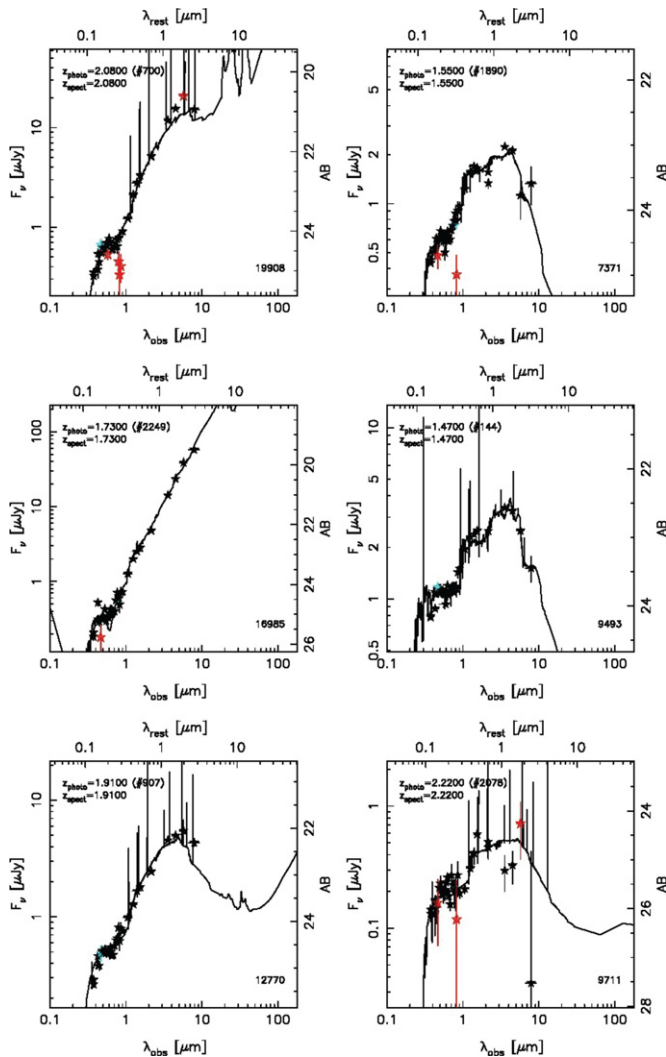 λrest [μm]
0.1 1 10
zphoto=2.0800 (#700)
zspect=2.0800
Fν [μJy]
10
1
AB
20
22
24
19908
0.1 1 10 100
λobs [μm]
λrest [μm]
0.1 1 10
zphoto=1.5500 (#1890)
zspect=1.5500
Fν [μJy]
2
1
0.5
AB
22
24
7371
0.1 1 10 100
λobs [μm]
λrest [μm]
0.1 1 10
zphoto=1.7300 (#2249)
zspect=1.7300
Fν [μJy]
100
10
1
AB
20
22
24
26
16985
0.1 1 10 100
λobs [μm]
λrest [μm]
0.1 1 10
zphoto=1.4700 (#144)
zspect=1.4700
Fν [μJy]
10
5
2
1
0.5
AB
22
24
9493
0.1 1 10 100
λobs [μm]
λrest [μm]
0.1 1 10
zphoto=1.9100 (#907)
zspect=1.9100
Fν [μJy]
10
1
AB
22
24
12770
0.1 1 10 100
λobs [μm]
λrest [μm]
0.1 1 10
zphoto=2.2200 (#2078)
zspect=2.2200
Fν [μJy]
1
0.1
AB
24
26
28
9711
0.1 1 10 100
λobs [μm]